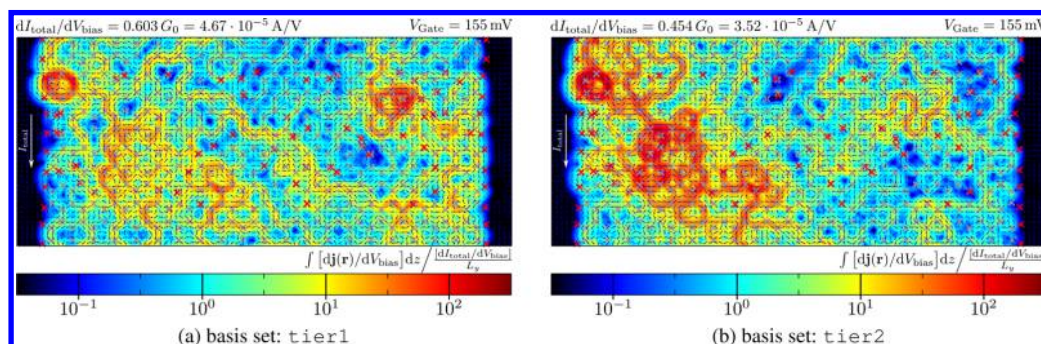 dI_total/dV_bias = 0.603 G_0 = 4.67 · 10^−5 A/V V_Gate = 155 mV
I_total
∫ [dj(r)/dV_bias]dz / |dI_total/dV_bias| / L_y
10^−1 10^0 10^1 10^2
(a) basis set: tier1
dI_total/dV_bias = 0.454 G_0 = 3.52 · 10^−5 A/V V_Gate = 155 mV
I_total
∫ [dj(r)/dV_bias]dz / |dI_total/dV_bias| / L_y
10^−1 10^0 10^1 10^2
(b) basis set: tier2